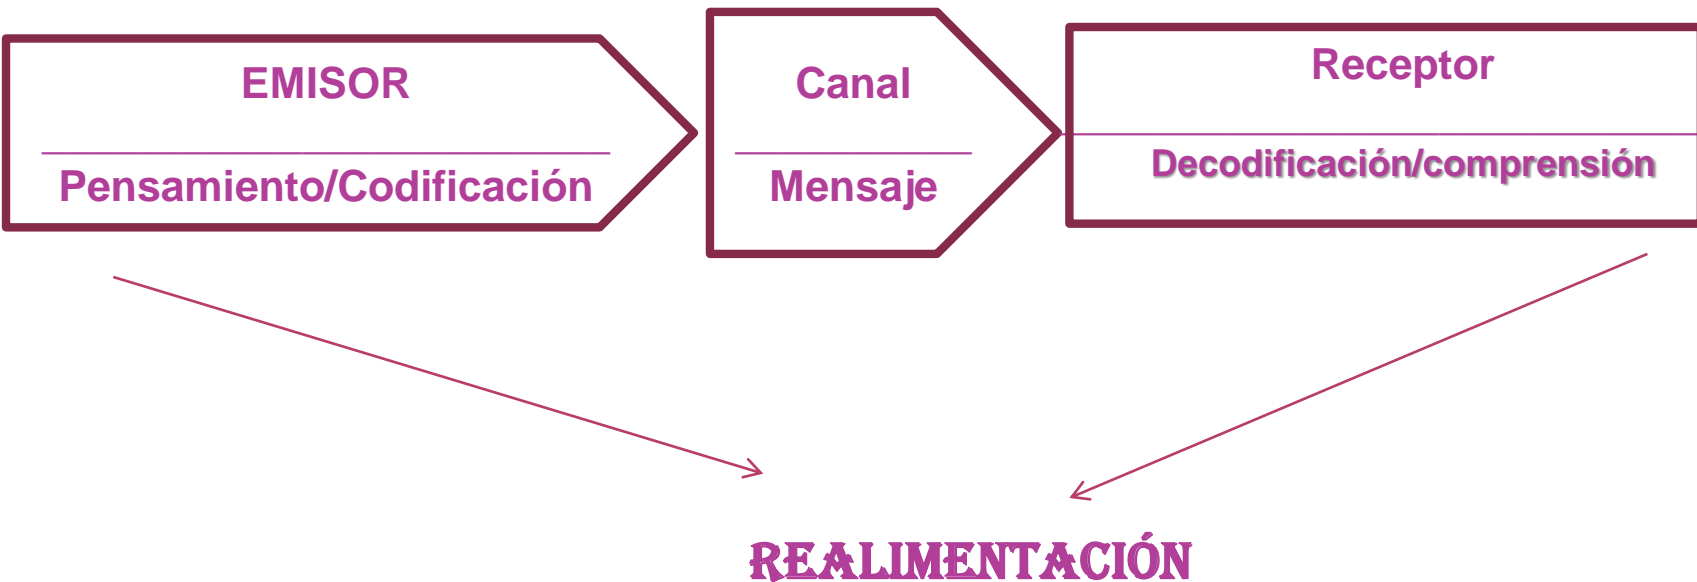 EMISOR
Pensamiento/Codificación
Canal
Mensaje
Receptor
Decodificación/comprensión
REALIMENTACIÓN